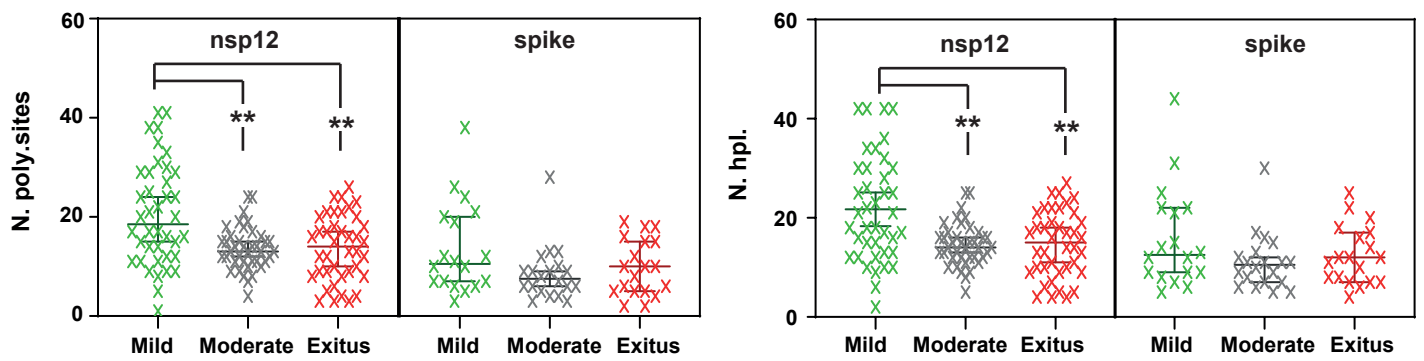 60
40
20
0
N. poly.sites
nsp12
spike
**
**
Mild Moderate Exitus Mild Moderate Exitus
60
40
20
0
N. hpl.
nsp12
spike
**
**
Mild Moderate Exitus Mild Moderate Exitus